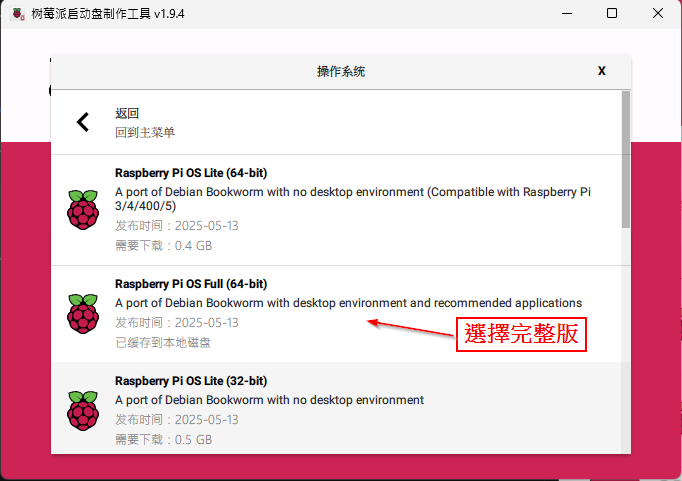 树莓派启动盘制作工具 v1.9.4
操作系统
X
返回
回到主菜单
Raspberry Pi OS Lite (64-bit)
A port of Debian Bookworm with no desktop environment (Compatible with Raspberry Pi
3/4/400/5)
发布时间：2025-05-13
需要下载：0.4 GB
Raspberry Pi OS Full (64-bit)
A port of Debian Bookworm with desktop environment and recommended applications
发布时间：2025-05-13
已缓存到本地磁盘
選擇完整版
Raspberry Pi OS Lite (32-bit)
A port of Debian Bookworm with no desktop environment
发布时间：2025-05-13
需要下载：0.5 GB